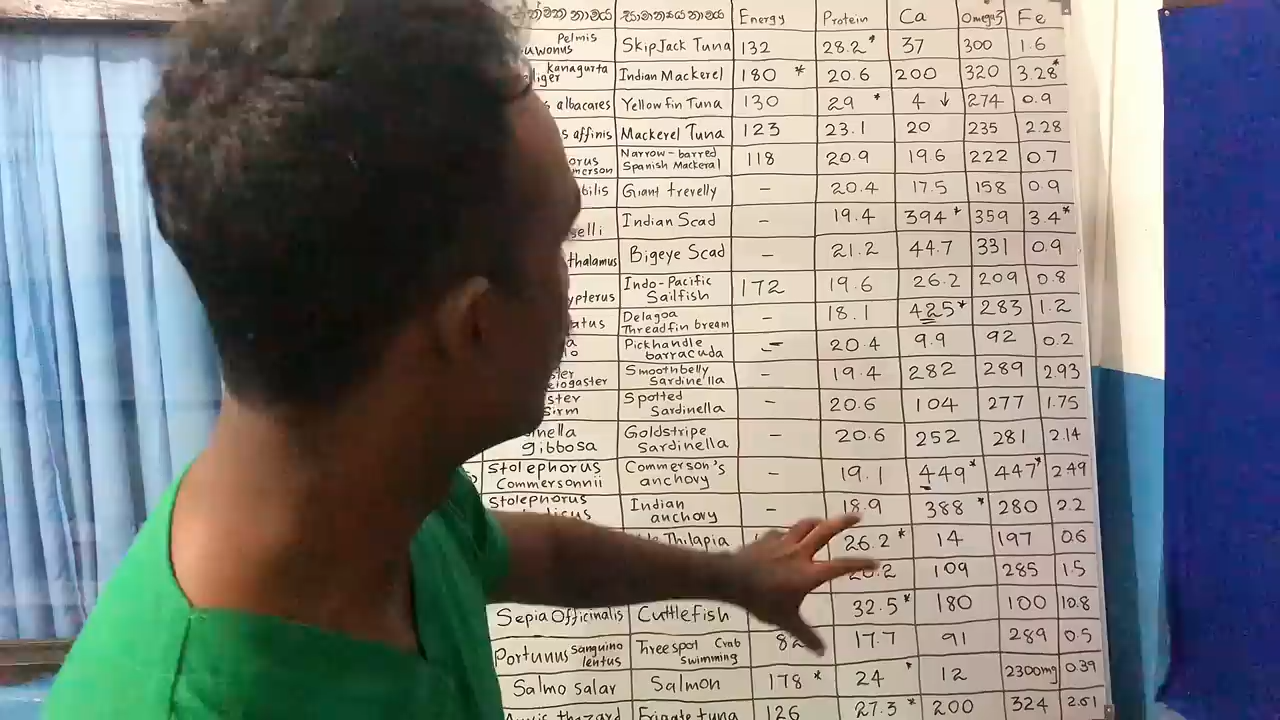 නාමය සාමාන්‍යය නාමය Energy Protein Ca Omega3 Fe
Pelmis SkipJack Tuna 132 28.2* 37 300 1.6
kanagurta Indian Mackerel 180 * 20.6 200 320 3.28*
albacares Yellow fin Tuna 130 29 * 4 ↓ 274 0.9
affinis Mackerel Tuna 123 23.1 20 235 2.28
Narrow-barred Spanish Mackeral 118 20.9 19.6 222 0.7
Giant trevelly - 20.4 17.5 158 0.9
Indian Scad - 19.4 394* 359 3.4*
Bigeye Scad - 21.2 44.7 331 0.9
Indo-Pacific Sailfish 172 19.6 26.2 209 0.8
Delagoa Threadfin bream - 18.1 425* 283 1.2
Pickhandle barracuda - 20.4 9.9 92 0.2
Smoothbelly Sardinella - 19.4 282 289 2.93
Spotted Sardinella - 20.6 104 277 1.75
gibbosa Goldstripe Sardinella - 20.6 252 281 2.14
Stolephorus Commersonnii Commerson's anchovy - 19.1 449* 447* 2.49
Stolephorus Indian anchovy - 18.9 388 * 280 2.2
Thilapia 26.2* 14 197 0.6
109 285 1.5
Sepia Officinalis Cuttlefish 32.5* 180 100 10.8
Portunus sanguino lentus Three spot Crab swimming 82 17.7 91 289 0.5
Salmo salar Salmon 178 * 24 * 12 2300mg 0.39
Frigate tuna 126 27.3 * 200 324 2.61